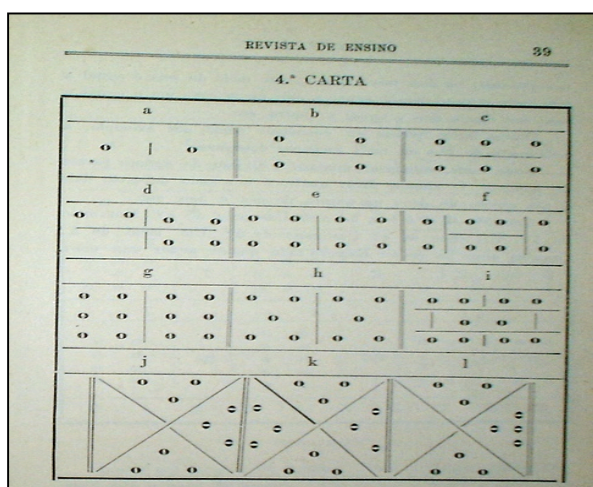 REVISTA DE ENSINO 39
4.ª CARTA
a b c
d e f
g h i
j k l